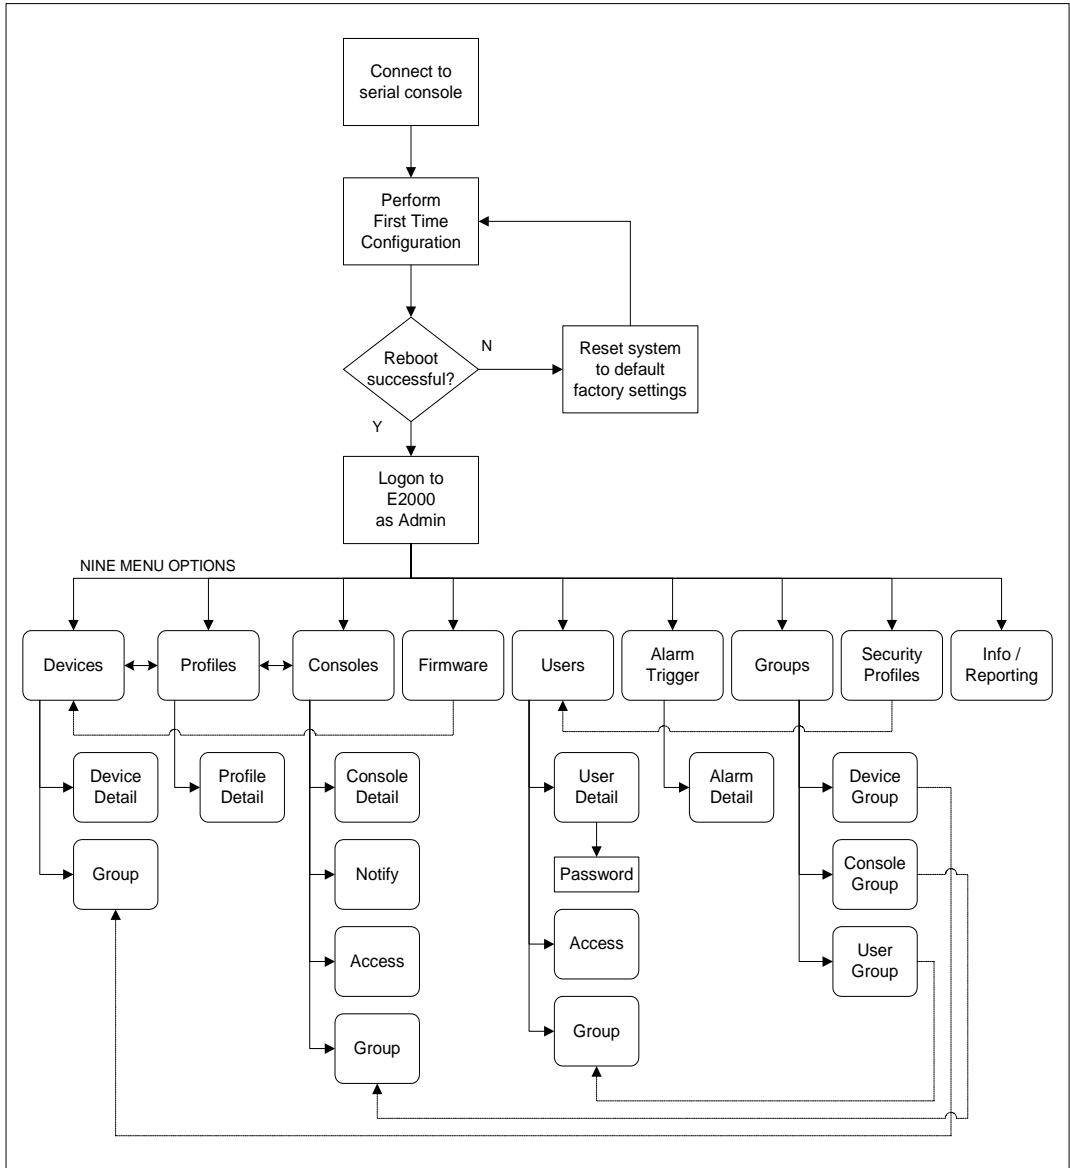 Connect to
serial console
Perform
First Time
Configuration
Reboot
successful?
N
Reset system
to default
factory settings
Y
Logon to
E2000
as Admin
NINE MENU OPTIONS
Devices
Profiles
Consoles
Firmware
Users
Alarm
Trigger
Groups
Security
Profiles
Info /
Reporting
Device
Detail
Profile
Detail
Console
Detail
User
Detail
Alarm
Detail
Device
Group
Group
Notify
Password
Console
Group
Access
Access
User
Group
Group
Group